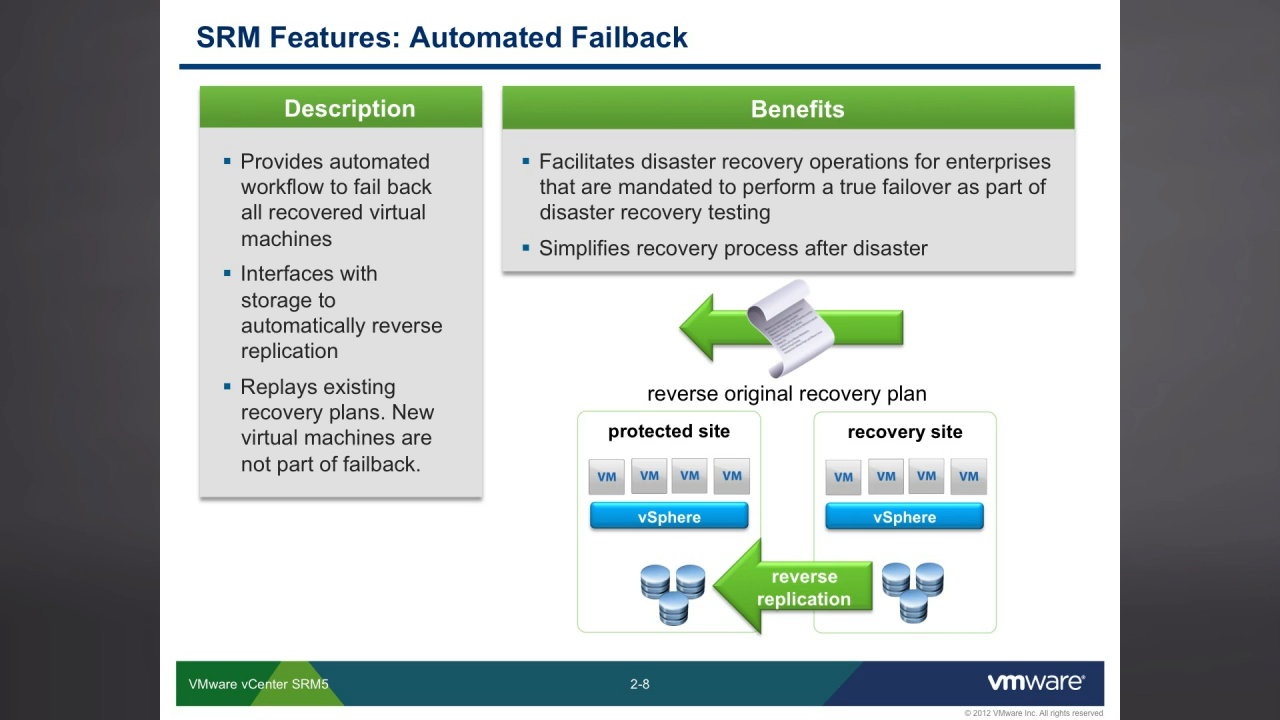 SRM Features: Automated Failback
Description
▪ Provides automated
workflow to fail back
all recovered virtual
machines
▪ Interfaces with
storage to
automatically reverse
replication
▪ Replays existing
recovery plans. New
virtual machines are
not part of failback.
Benefits
▪ Facilitates disaster recovery operations for enterprises
that are mandated to perform a true failover as part of
disaster recovery testing
▪ Simplifies recovery process after disaster
reverse original recovery plan
protected site
VM VM VM VM
vSphere
recovery site
VM VM VM VM
vSphere
reverse
replication
VMware vCenter SRM5
2-8
vmware®
© 2012 VMware Inc. All rights reserved